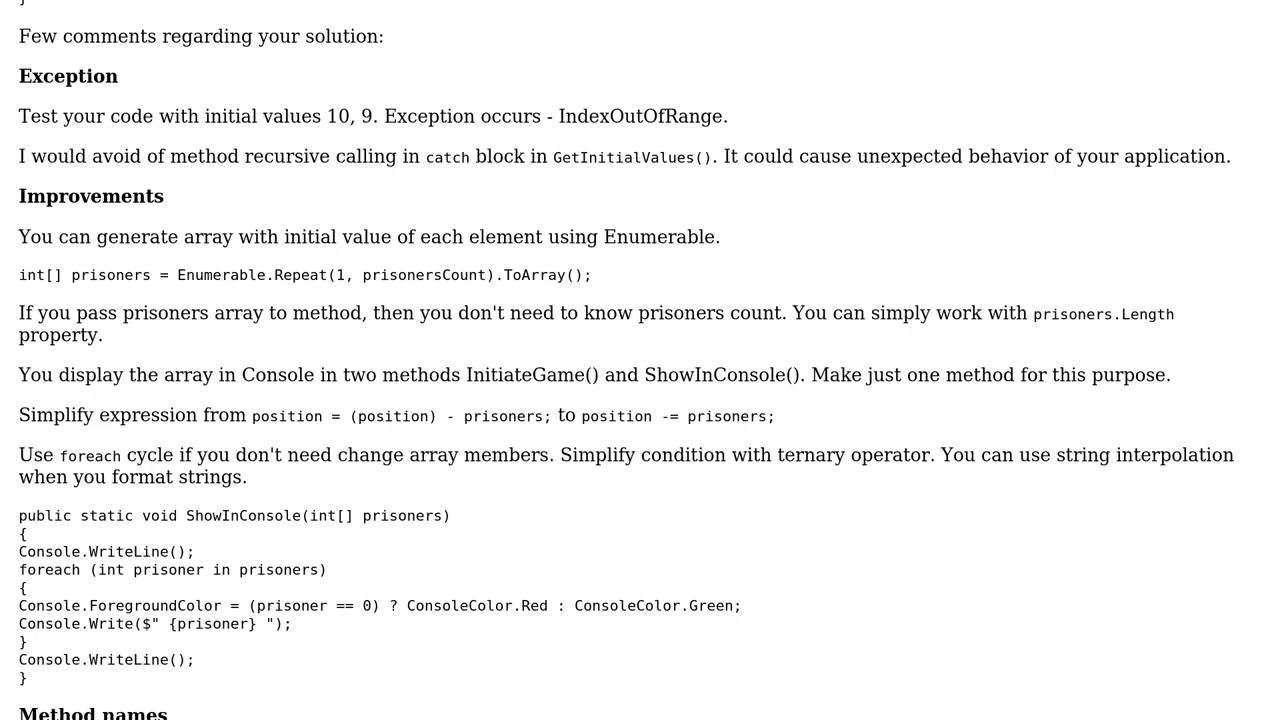 }
Few comments regarding your solution:
Exception
Test your code with initial values 10, 9. Exception occurs - IndexOutOfRange.
I would avoid of method recursive calling in catch block in GetInitialValues(). It could cause unexpected behavior of your application.
Improvements
You can generate array with initial value of each element using Enumerable.
int[] prisoners = Enumerable.Repeat(1, prisonersCount).ToArray();
If you pass prisoners array to method, then you don't need to know prisoners count. You can simply work with prisoners.Length
property.
You display the array in Console in two methods InitiateGame() and ShowInConsole(). Make just one method for this purpose.
Simplify expression from position = (position) - prisoners; to position -= prisoners;
Use foreach cycle if you don't need change array members. Simplify condition with ternary operator. You can use string interpolation
when you format strings.
public static void ShowInConsole(int[] prisoners)
{
Console.WriteLine();
foreach (int prisoner in prisoners)
{
Console.ForegroundColor = (prisoner == 0) ? ConsoleColor.Red : ConsoleColor.Green;
Console.Write($" {prisoner} ");
}
Console.WriteLine();
}
Method names